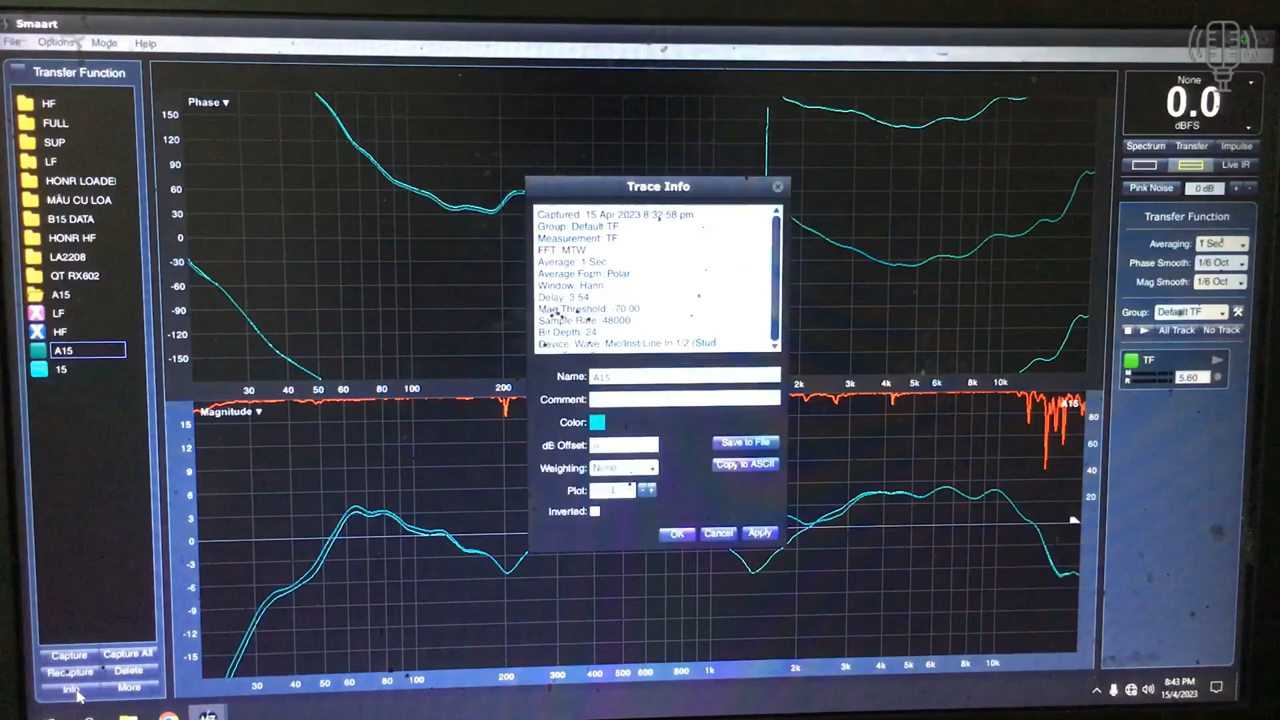 Smaart
File Options Mode Help
Transfer Function
HF
FULL
SUP
LF
HONR LOADE
MẪU CU LOA
B15 DATA
HONR HF
LA2208
QT RX602
A15
LF
HF
A15
15
Capture Capture All
Recapture Delete
Info More
Phase
150
120
90
60
30
0
-30
-60
-90
-120
-150
30 40 50 60 80 100 200 2k 3k 4k 5k 6k 8k 10k
Magnitude
A15
15
12
9
6
3
0
-3
-6
-9
-12
-15
80
60
40
20
30 40 50 60 80 100 200 300 400 500 600 800 1k 2k 3k 4k 5k 6k 8k 10k
Trace Info
Captured: 15 Apr 2023 8:32:58 pm
Group: Default TF
Measurement: TF
FFT: MTW
Average: 1 Sec
Average Form: Polar
Window: Hann
Delay: 3.54
Mag Threshold: -70.00
Sample Rate: 48000
Bit Depth: 24
Device: Wave: Mic/Inst/Line In 1/2 (Stud
Name: A15
Comment:
Color:
dB Offset:
Save to File
Weighting: None
Copy to ASCII
Plot: 1 - +
Inverted:
OK Cancel Apply
None
0.0
dBFS
Spectrum Transfer Impulse
Live IR
Pink Noise 0 dB - +
Transfer Function
Averaging: 1 Sec
Phase Smooth: 1/6 Oct
Mag Smooth: 1/6 Oct
Group: Default TF
All Track No Track
TF
M
R
5.60
8:43 PM
15/4/2023